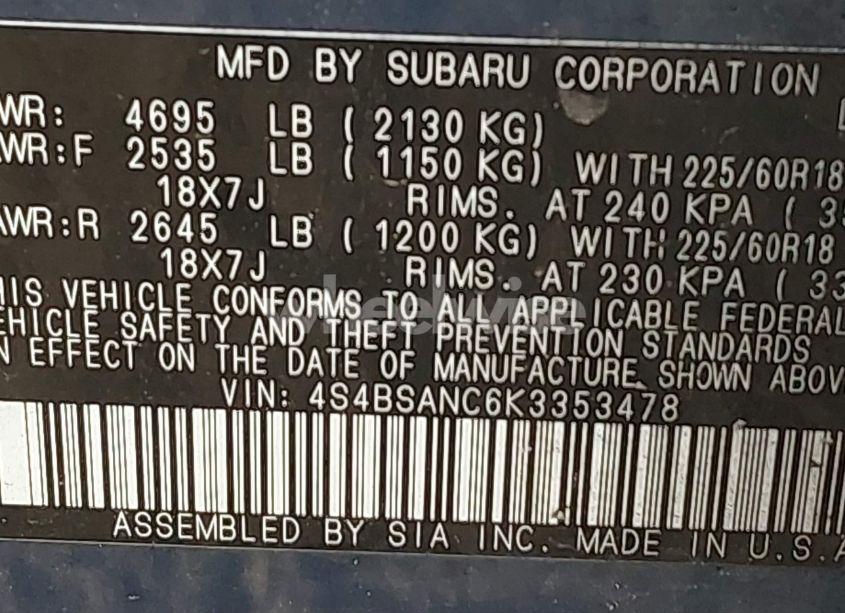 MFD BY SUBARU CORPORATION
WR: 4695 LB ( 2130 KG)
WR:F 2535 LB ( 1150 KG) WITH 225/60R18
18X7J RIMS. AT 240 KPA ( 35
WR:R 2645 LB ( 1200 KG) WITH 225/60R18
18X7J RIMS. AT 230 KPA ( 33
HIS VEHICLE CONFORMS TO ALL APPLICABLE FEDERAL
EHICLE SAFETY AND THEFT PREVENTION STANDARDS
N EFFECT ON THE DATE OF MANUFACTURE SHOWN ABOV
VIN: 4S4BSANC6K3353478
ASSEMBLED BY SIA INC. MADE IN U.S.A